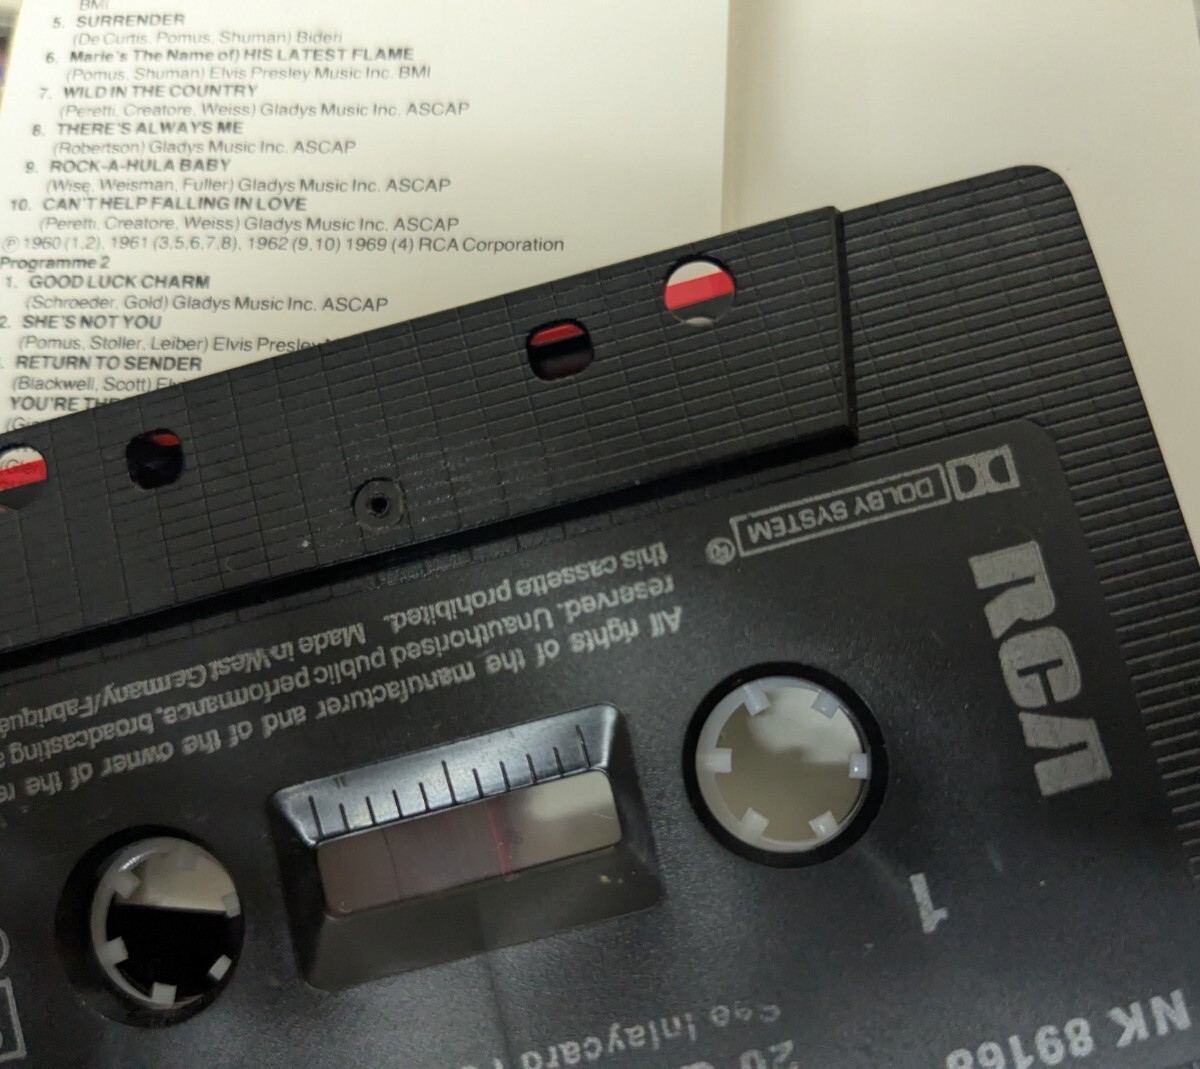 BMI
5. SURRENDER
(De Curtis, Pomus, Shuman) Bideri
6. Marie's The Name of) HIS LATEST FLAME
(Pomus, Shuman) Elvis Presley Music Inc. BMI
7. WILD IN THE COUNTRY
(Peretti, Creatore, Weiss) Gladys Music Inc. ASCAP
8. THERE'S ALWAYS ME
(Robertson) Gladys Music Inc. ASCAP
9. ROCK-A-HULA BABY
(Wise, Weisman, Fuller) Gladys Music Inc. ASCAP
10. CAN'T HELP FALLING IN LOVE
(Peretti, Creatore, Weiss) Gladys Music Inc. ASCAP
℗ 1960 (1,2), 1961 (3,5,6,7,8), 1962 (9,10) 1969 (4) RCA Corporation
Programme 2
1. GOOD LUCK CHARM
(Schroeder, Gold) Gladys Music Inc. ASCAP
2. SHE'S NOT YOU
(Pomus, Stoller, Leiber) Elvis Presley
RETURN TO SENDER
(Blackwell, Scott)
YOU'RE
NK 89168
20
See inlaycard
1
RCA
of the manufacturer and of the owner of the
All rights
reserved. Unauthorised public performance, broadcasting
this cassette prohibited. Made in West Germany/Fabriqué
DOLBY SYSTEM